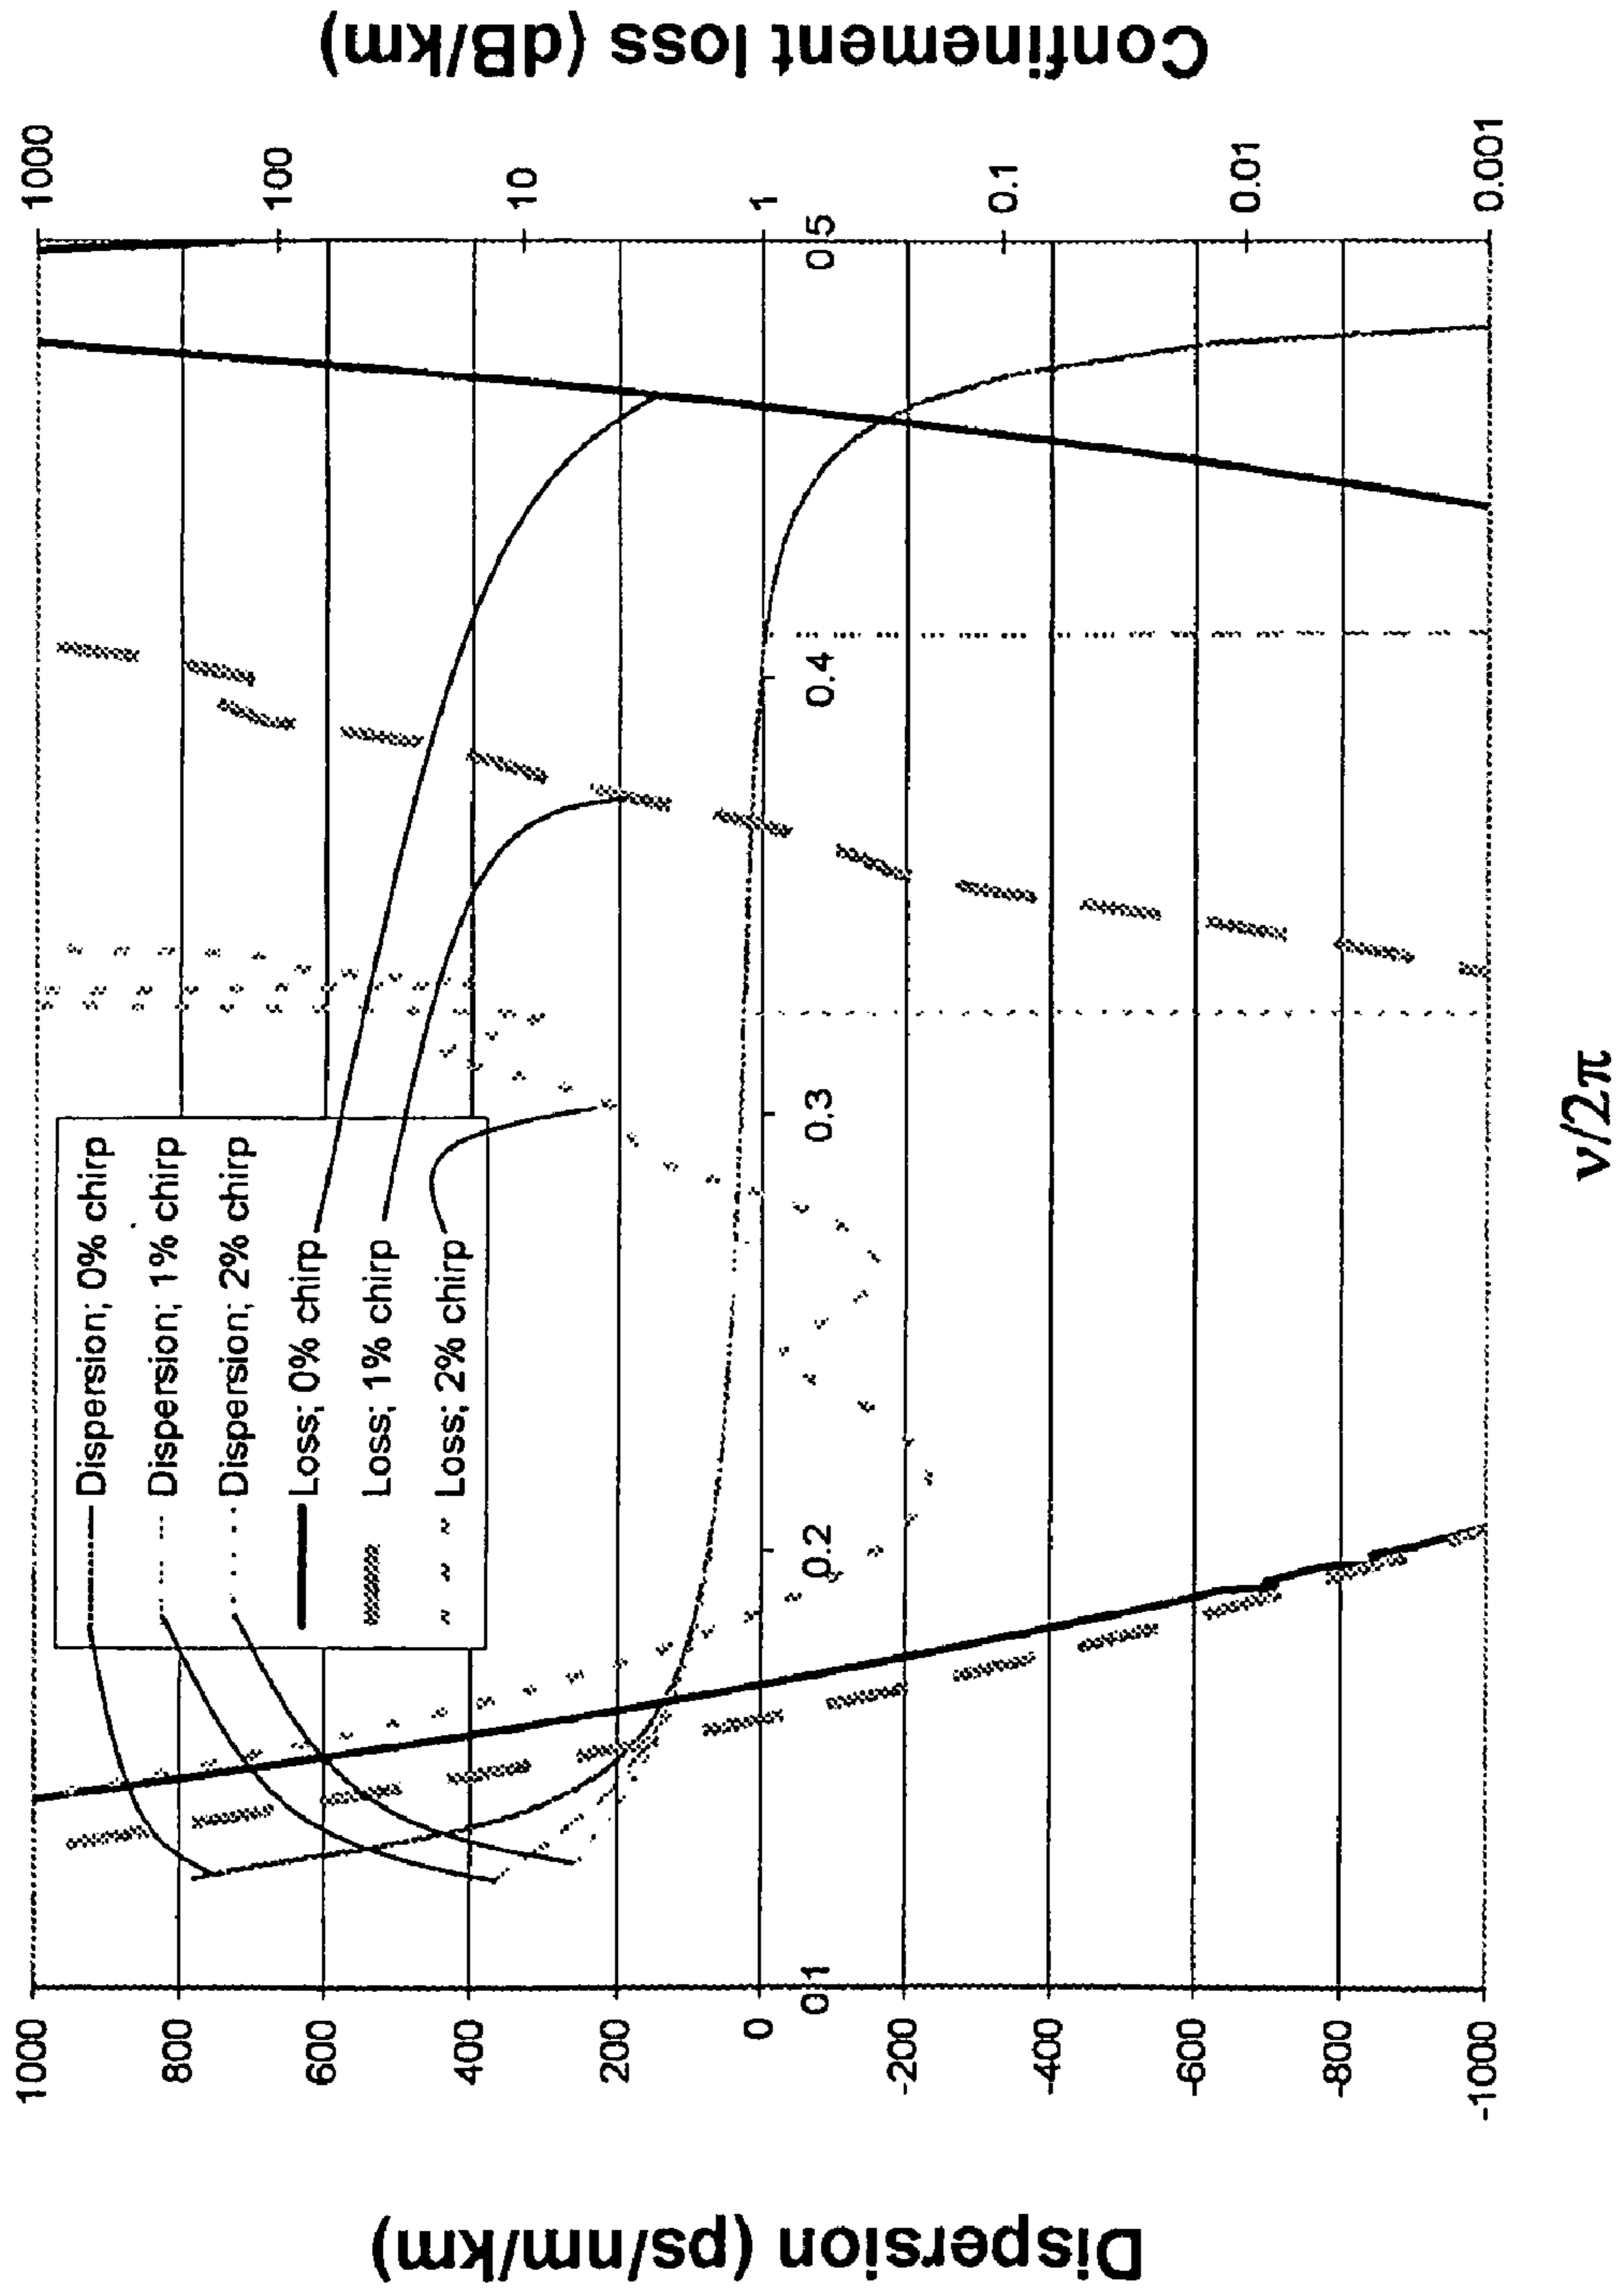 Dispersion (ps/nm/km)
1000
800
600
400
200
0
-200
-400
-600
-800
-1000
Dispersion; 0% chirp
Dispersion; 1% chirp
Dispersion; 2% chirp
Loss; 0% chirp
Loss; 1% chirp
Loss; 2% chirp
0.1
0.2
0.3
0.4
0.5
ν/2π
1000
100
10
1
0.1
0.01
0.001
Confinement loss (dB/km)